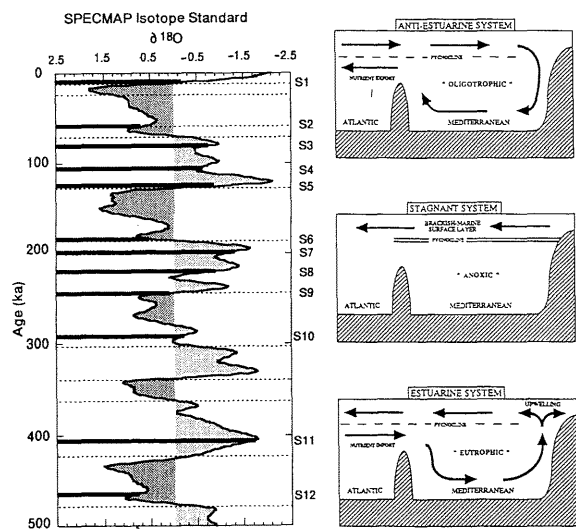 SPECMAP Isotope Standard
∂ 18O
2.5 1.5 0.5 -0.5 -1.5 -2.5
0
100
200
300
400
500
Age (ka)
S1
S2
S3
S4
S5
S6
S7
S8
S9
S10
S11
S12
ANTI-ESTUARINE SYSTEM
PYCNOCLINE
NUTRIENT EXPORT
" OLIGOTROPHIC "
ATLANTIC
MEDITERRANEAN
STAGNANT SYSTEM
BRACKISH-MARINE
SURFACE LAYER
PYCNOCLINE
" ANOXIC "
ATLANTIC
MEDITERRANEAN
ESTUARINE SYSTEM
UPWELLING
PYCNOCLINE
NUTRIENT EXPORT
" EUTROPHIC "
ATLANTIC
MEDITERRANEAN